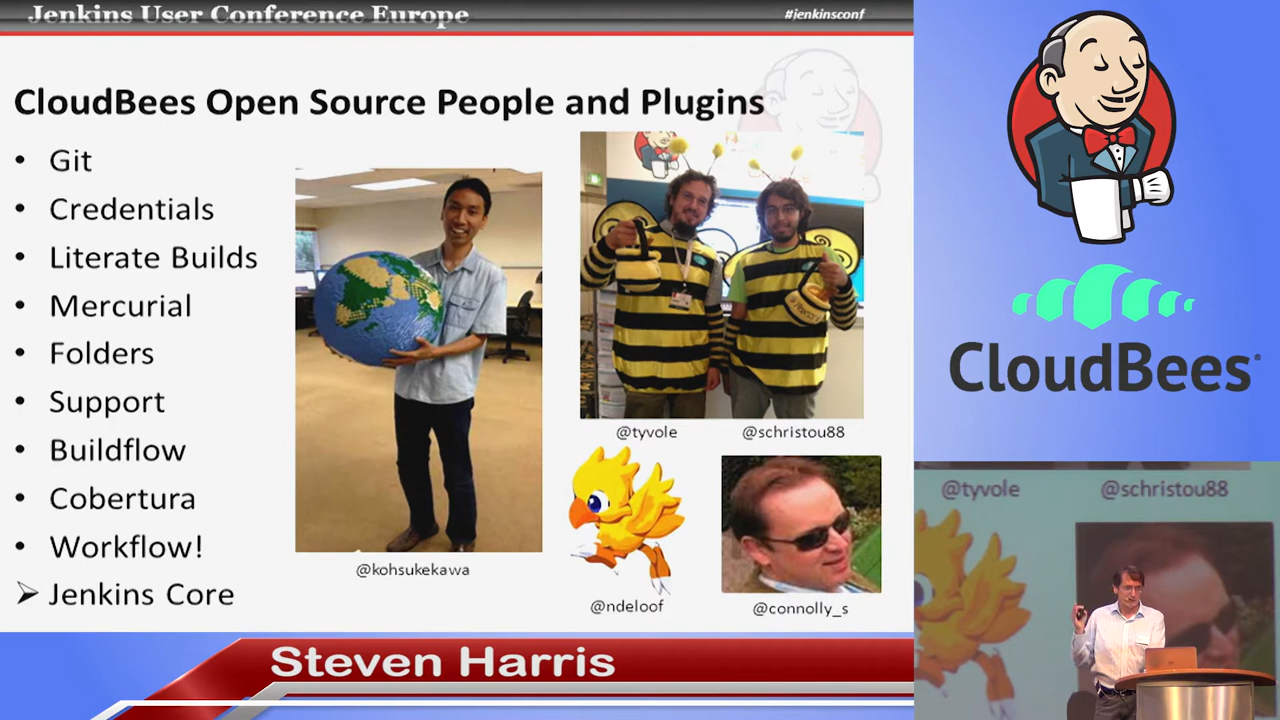 Jenkins User Conference Europe
#jenkinsconf
CloudBees Open Source People and Plugins
• Git
• Credentials
• Literate Builds
• Mercurial
• Folders
• Support
• Buildflow
• Cobertura
• Workflow!
➢ Jenkins Core
@kohsukekawa
@tyvole @schristou88
@ndeloof @connolly_s
CloudBees®
@tyvole @schristou88
Steven Harris